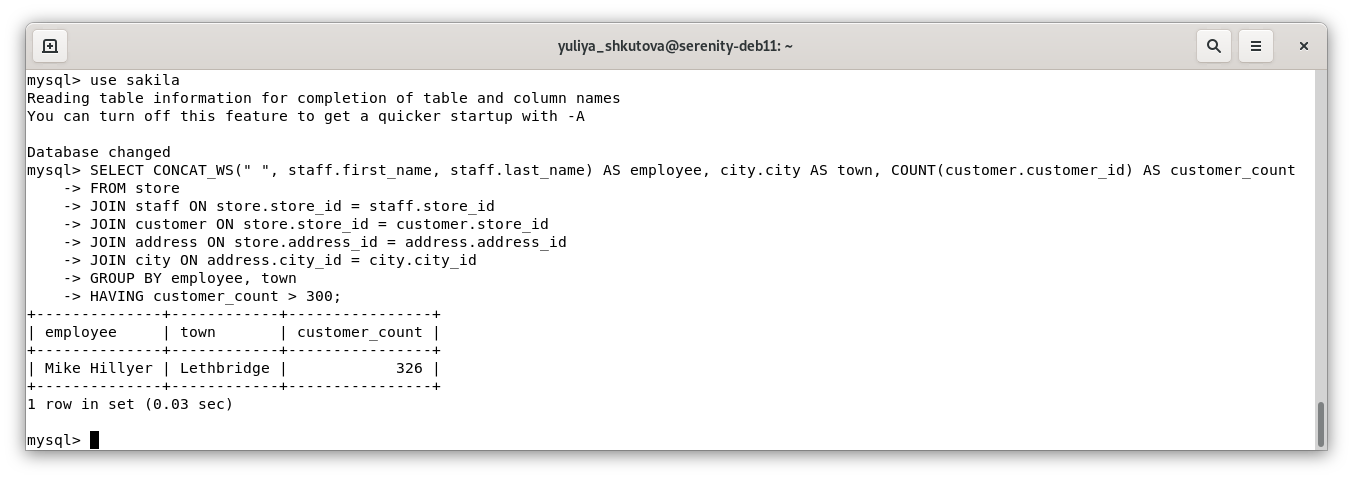 yuliya_shkutova@serenity-deb11: ~
mysql> use sakila
Reading table information for completion of table and column names
You can turn off this feature to get a quicker startup with -A

Database changed
mysql> SELECT CONCAT_WS(" ", staff.first_name, staff.last_name) AS employee, city.city AS town, COUNT(customer.customer_id) AS customer_count
    -> FROM store
    -> JOIN staff ON store.store_id = staff.store_id
    -> JOIN customer ON store.store_id = customer.store_id
    -> JOIN address ON store.address_id = address.address_id
    -> JOIN city ON address.city_id = city.city_id
    -> GROUP BY employee, town
    -> HAVING customer_count > 300;
+--------------+------------+----------------+
| employee     | town       | customer_count |
+--------------+------------+----------------+
| Mike Hillyer | Lethbridge |            326 |
+--------------+------------+----------------+
1 row in set (0.03 sec)

mysql>